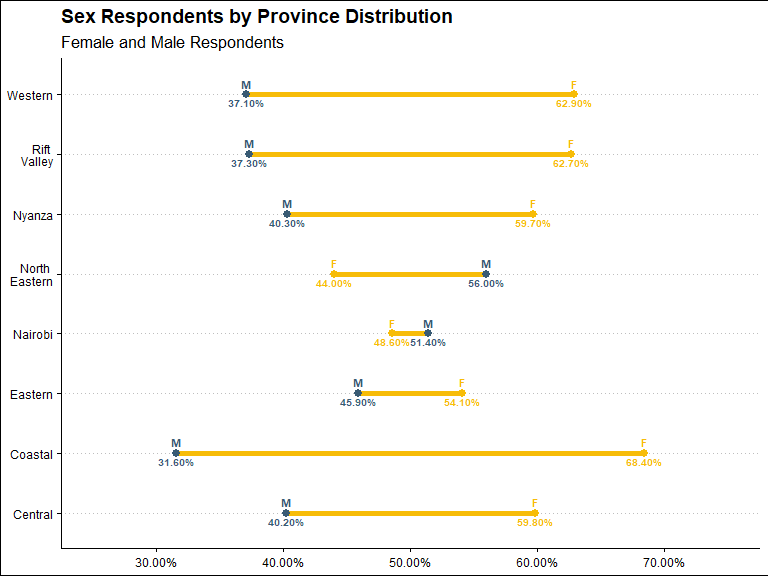 Sex Respondents by Province Distribution
Female and Male Respondents
M F
Western
37.10% 62.90%
M F
Rift
Valley
37.30% 62.70%
M F
Nyanza
40.30% 59.70%
F M
North
Eastern
44.00% 56.00%
F M
Nairobi
48.60% 51.40%
M F
Eastern
45.90% 54.10%
M F
Coastal
31.60% 68.40%
M F
Central
40.20% 59.80%
30.00% 40.00% 50.00% 60.00% 70.00%